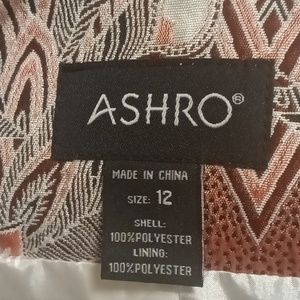 ASHRO®
MADE IN CHINA
SIZE: 12
SHELL:
100%POLYESTER
LINING:
100%POLYESTER